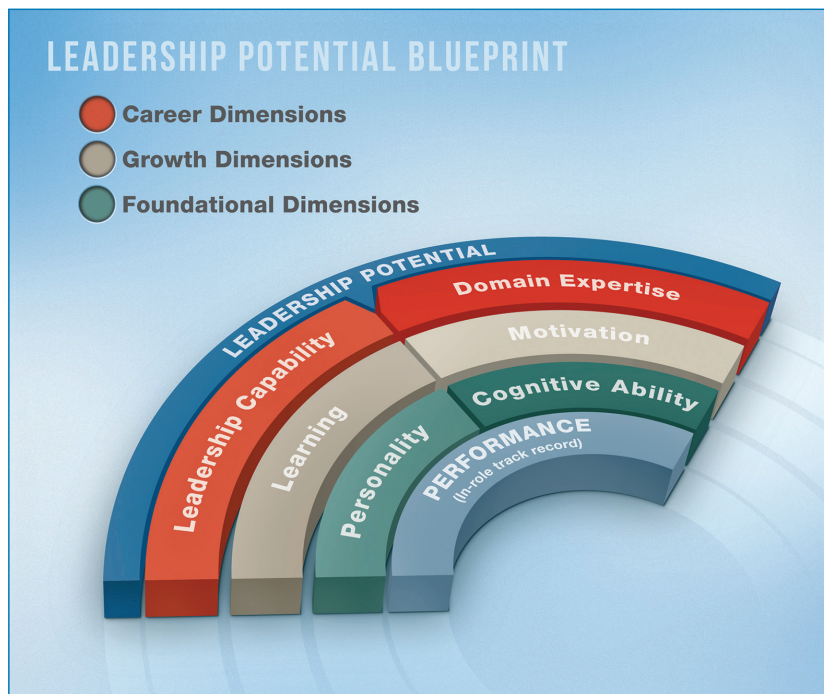 LEADERSHIP POTENTIAL BLUEPRINT
Career Dimensions
Growth Dimensions
Foundational Dimensions
LEADERSHIP POTENTIAL
Domain Expertise
Leadership Capability
Motivation
Learning
Cognitive Ability
Personality
PERFORMANCE
(In-role track record)